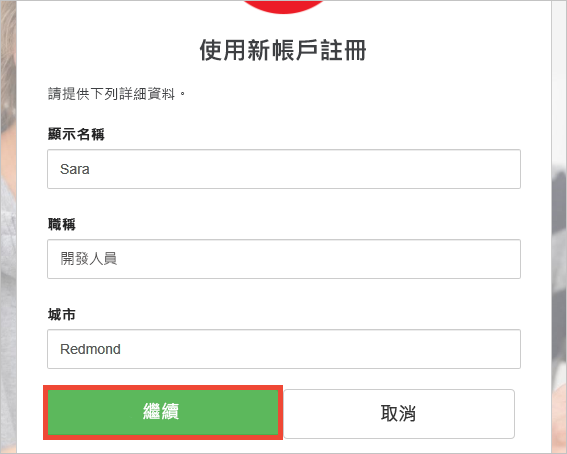 使用新帳戶註冊
請提供下列詳細資料。
顯示名稱
Sara
職稱
開發人員
城市
Redmond
繼續
取消